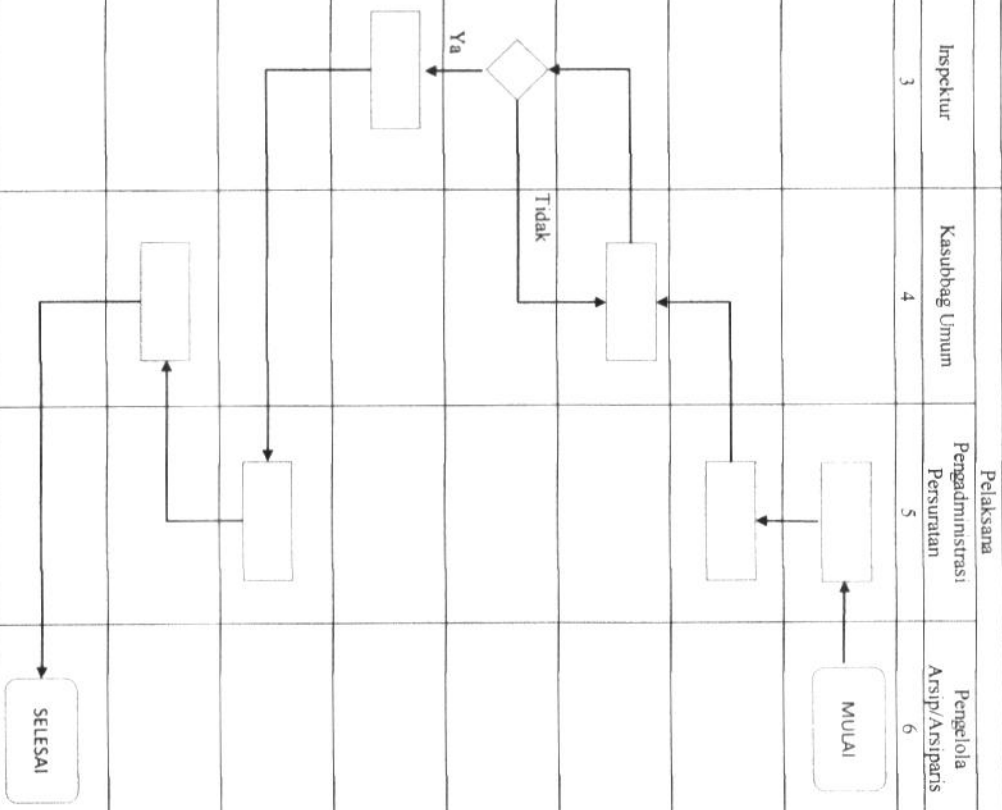 Pelaksana
Inspektur
Kasubbag Umum
Pengadministrasi
Persuratan
Pengelola
Arsip/Arsiparis
3
4
5
6
MULAI
Tidak
Ya
SELESAI